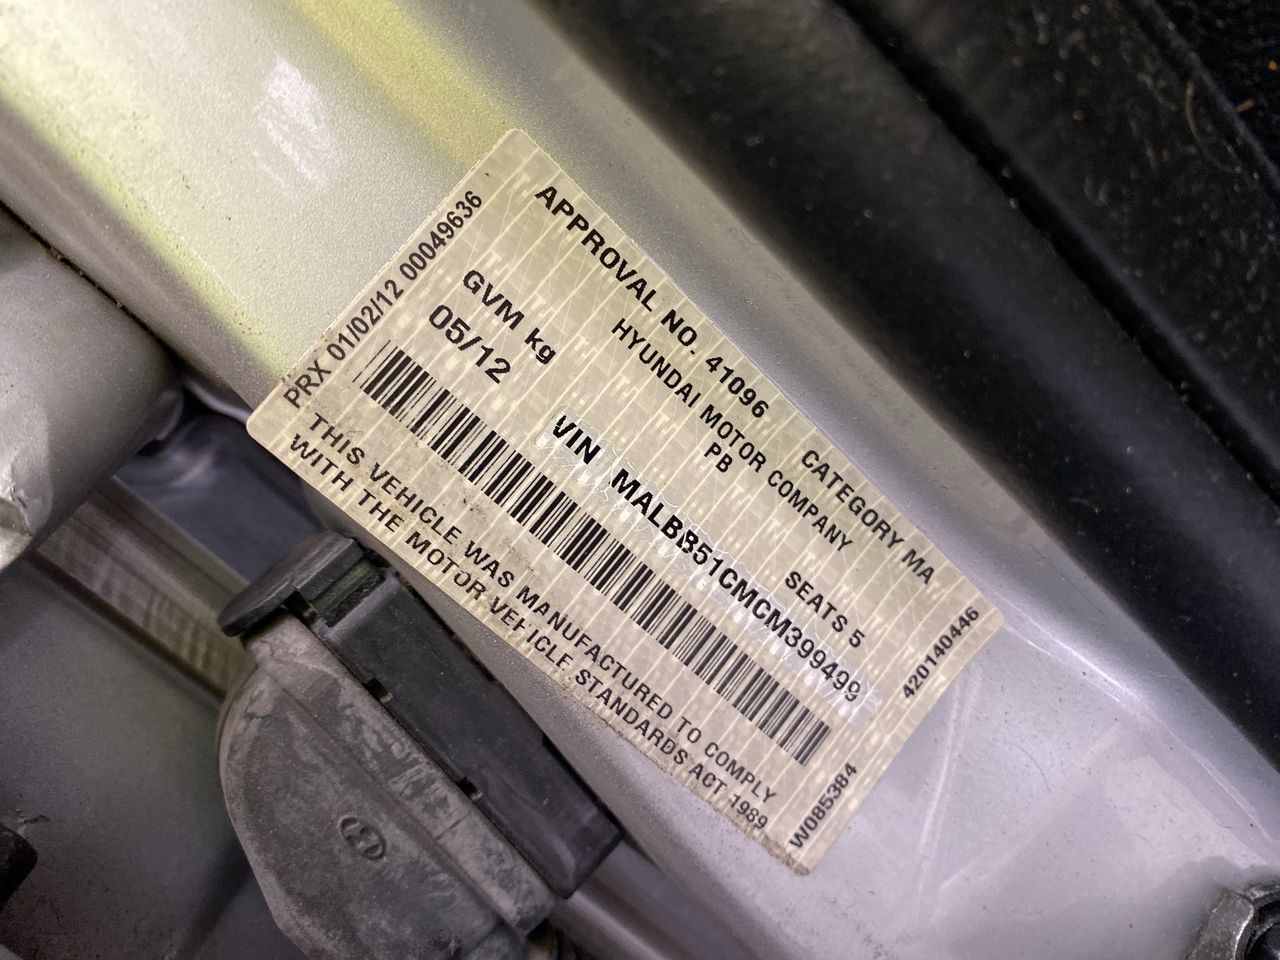 APPROVAL NO. 41096 CATEGORY MA
HYUNDAI MOTOR COMPANY
PB
GVM kg SEATS 5
05/12 VIN MALBB51CMCM399499
THIS VEHICLE WAS MANUFACTURED TO COMPLY
WITH THE MOTOR VEHICLE STANDARDS ACT 1989
PRX 01/02/12 00049636
W085384 420140446